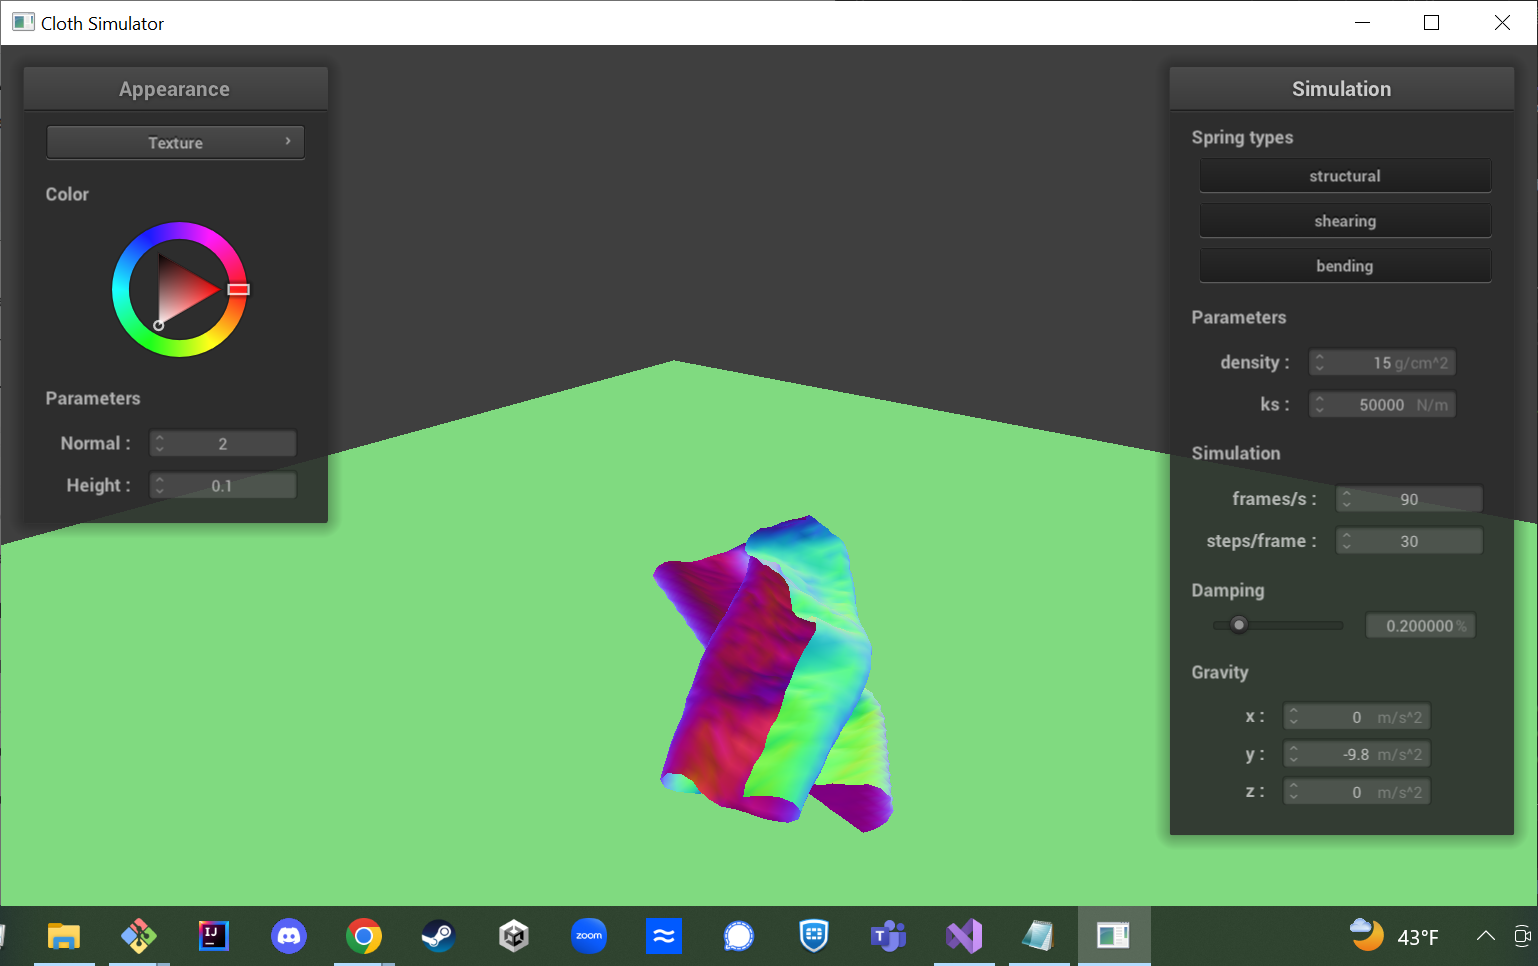 Cloth Simulator
Appearance
Texture
Color
Parameters
Normal : 2
Height : 0.1
Simulation
Spring types
structural
shearing
bending
Parameters
density : 15 g/cm^2
ks : 50000 N/m
Simulation
frames/s : 90
steps/frame : 30
Damping
0.200000 %
Gravity
x : 0 m/s^2
y : -9.8 m/s^2
z : 0 m/s^2
IJ
zoom
T
43°F